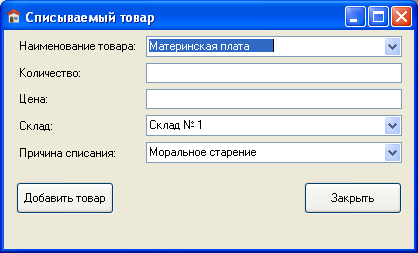 Списываемый товар
Наименование товара: Материнская плата
Количество:
Цена:
Склад: Склад № 1
Причина списания: Моральное старение
Добавить товар Закрыть